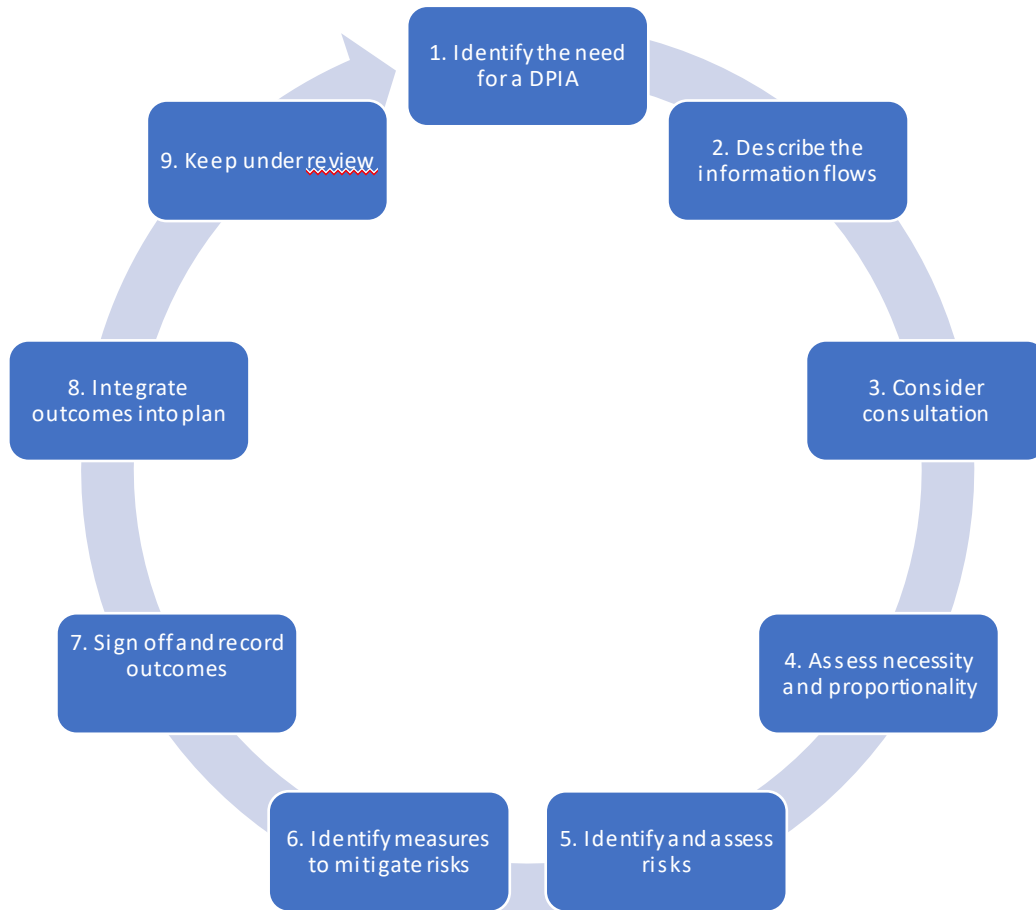 1. Identify the need
for a DPIA
2. Describe the
information flows
3. Consider
consultation
4. Assess necessity
and proportionality
5. Identify and assess
risks
6. Identify measures
to mitigate risks
7. Sign off and record
outcomes
8. Integrate
outcomes into plan
9. Keep under review